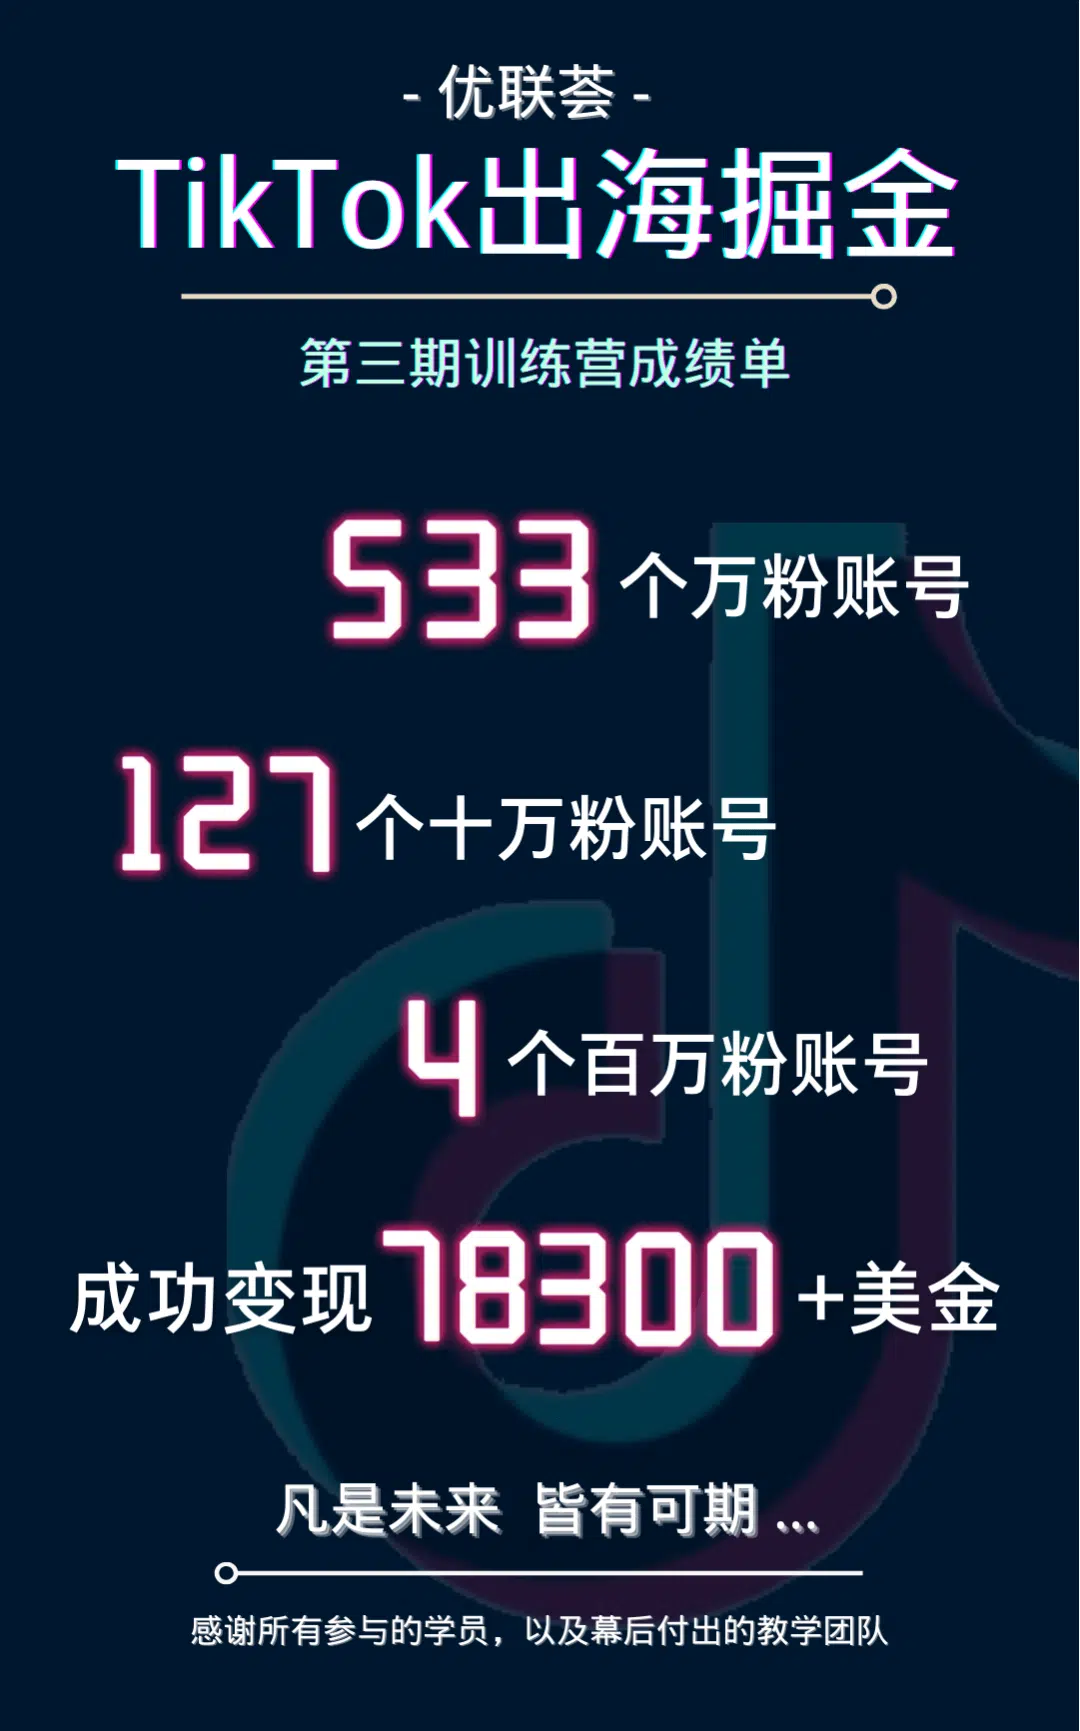 - 优联荟 -
TikTok出海掘金
第三期训练营成绩单
533 个万粉账号
127 个十万粉账号
4 个百万粉账号
成功变现 78300 +美金
凡是未来 皆有可期 ...
感谢所有参与的学员，以及幕后付出的教学团队